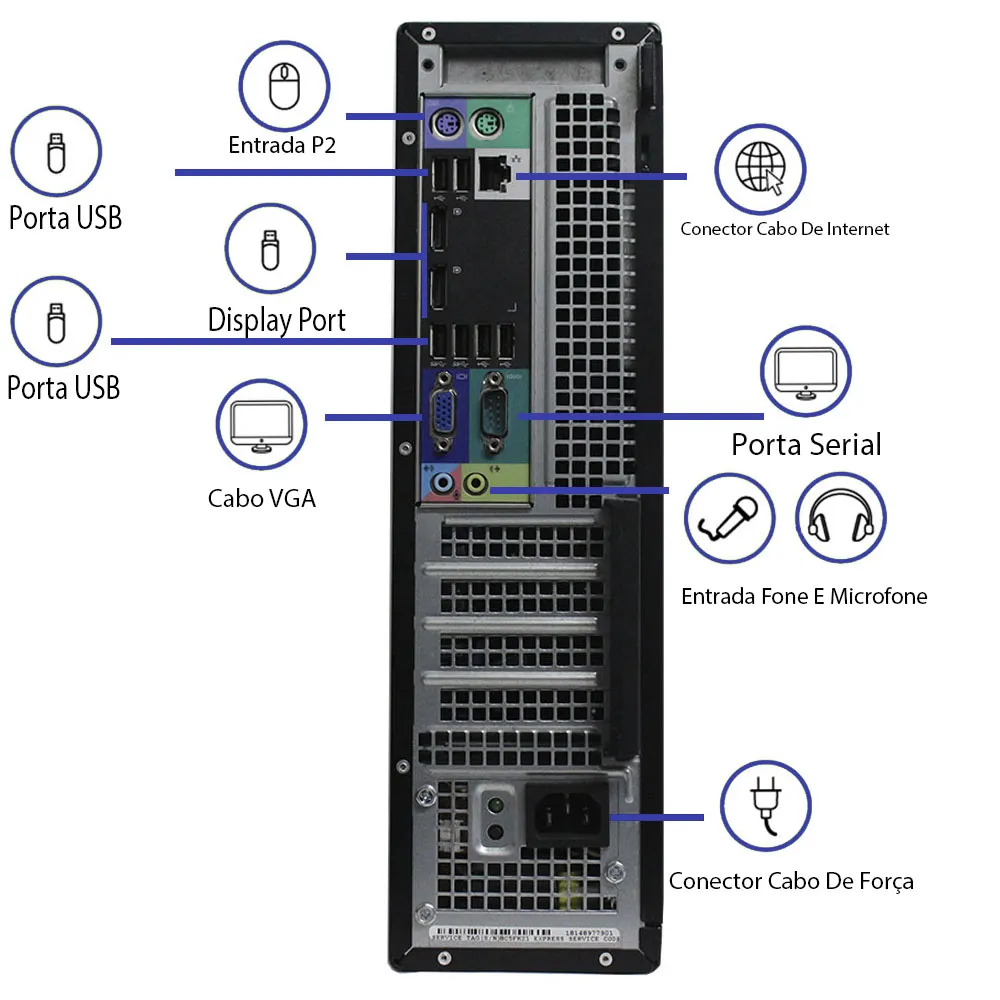 Entrada P2
Porta USB
Conector Cabo De Internet
Display Port
Porta USB
Cabo VGA
Porta Serial
Entrada Fone E Microfone
Conector Cabo De Força
18148977901
SERVICE TAG(S/N) EXPRESS SERVICE CODE